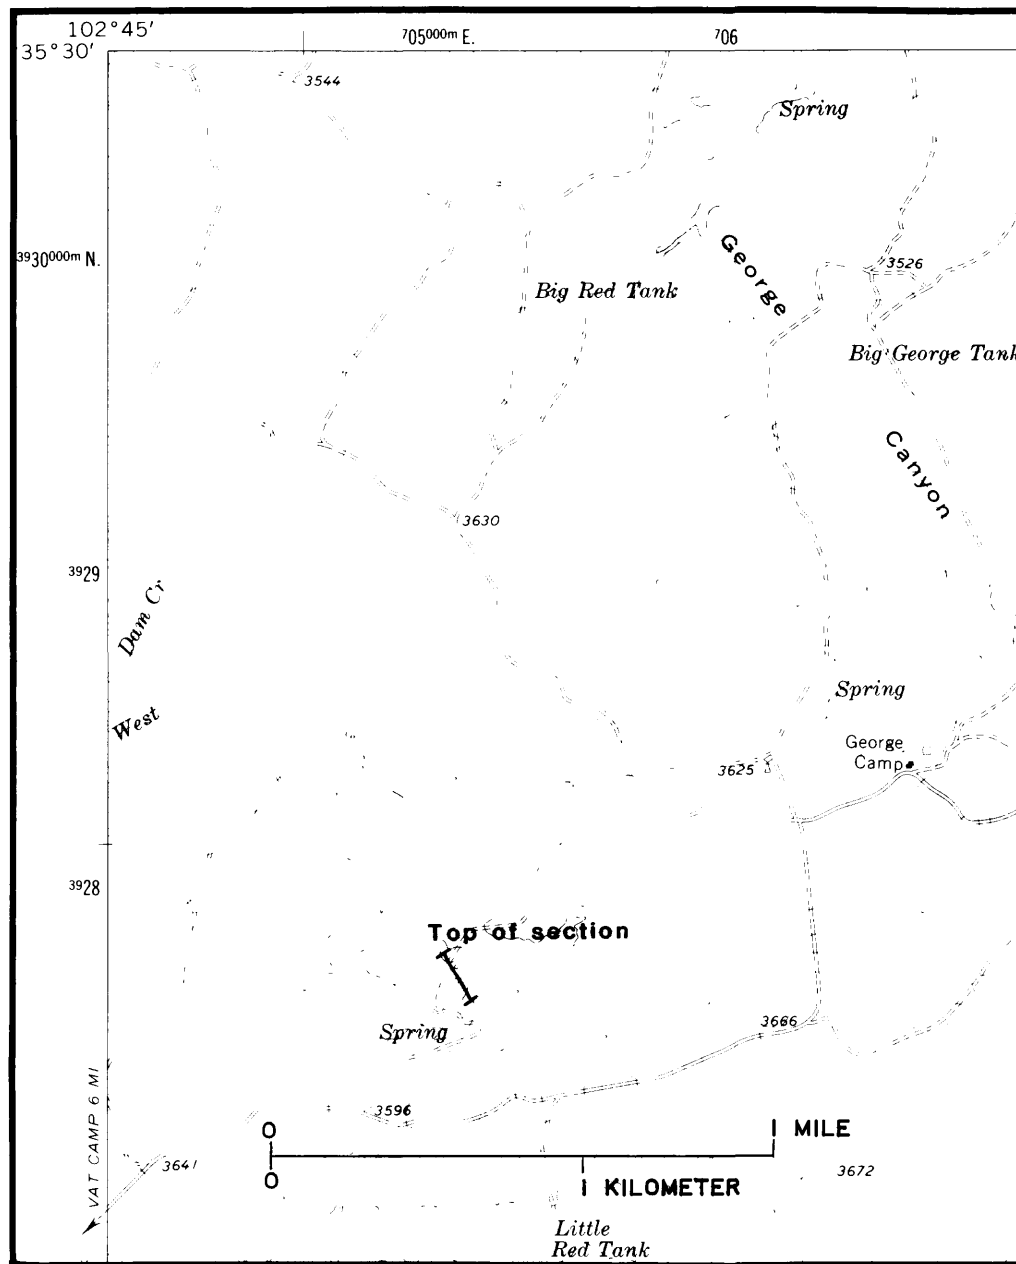 102°45'
35°30'
705000m E.
706
3544
Spring
3930000m N.
George
3526
Big Red Tank
Big George Tank
Canyon
3630
3929
Dam Cr
West
Spring
George
Camp
3625
3928
Top of section
Spring
3666
3596
VAT CAMP 6 MI
0
1 MILE
3641
0
1 KILOMETER
3672
Little
Red Tank